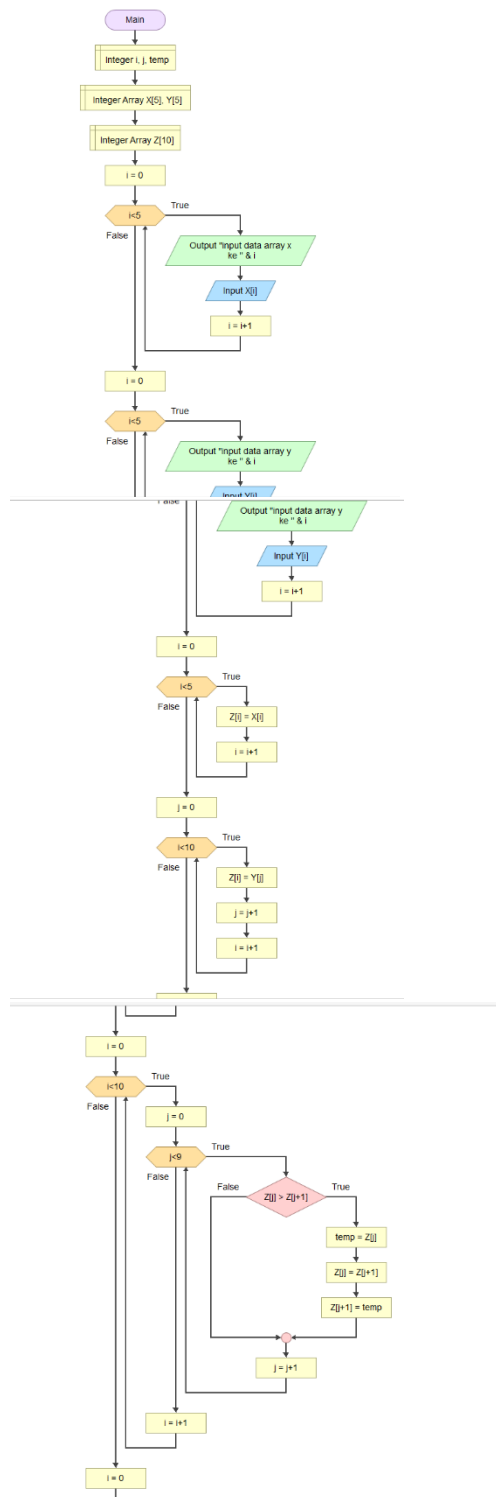 Main
Integer i, j, temp
Integer Array X[5], Y[5]
Integer Array Z[10]
i = 0
i<5
True
False
Output "input data array x
ke " & i
Input X[i]
i = i+1
i = 0
i<5
True
False
Output "input data array y
ke " & i
Input Y[i]
False
Output "input data array y
ke " & i
Input Y[i]
i = i+1
i = 0
i<5
True
False
Z[i] = X[i]
i = i+1
j = 0
i<10
True
False
Z[i] = Y[j]
j = j+1
i = i+1
i = 0
i<10
True
False
j = 0
j<9
True
False
Z[j] > Z[j+1]
False
True
temp = Z[j]
Z[j] = Z[j+1]
Z[j+1] = temp
j = j+1
i = i+1
i = 0